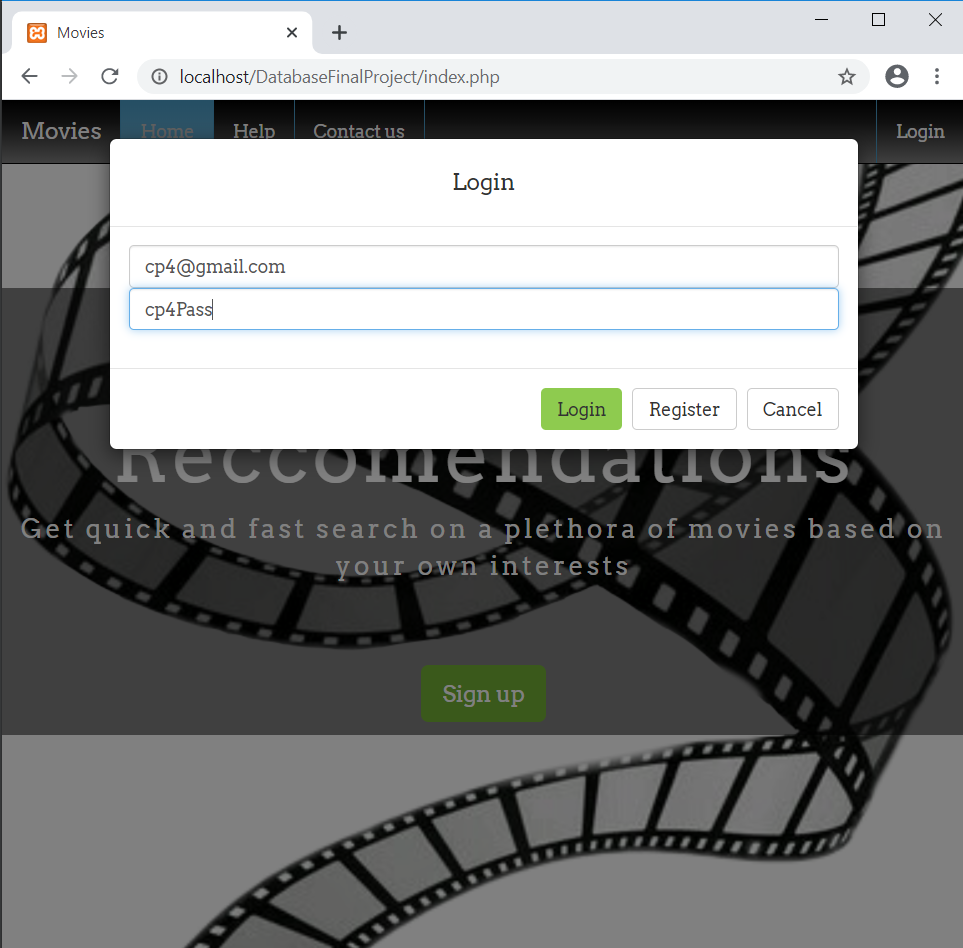 Movies
localhost/DatabaseFinalProject/index.php
Movies Home Help Contact us Login
Login
cp4@gmail.com
cp4Pass
Login Register Cancel
Reccomendations
Get quick and fast search on a plethora of movies based on
your own interests
Sign up